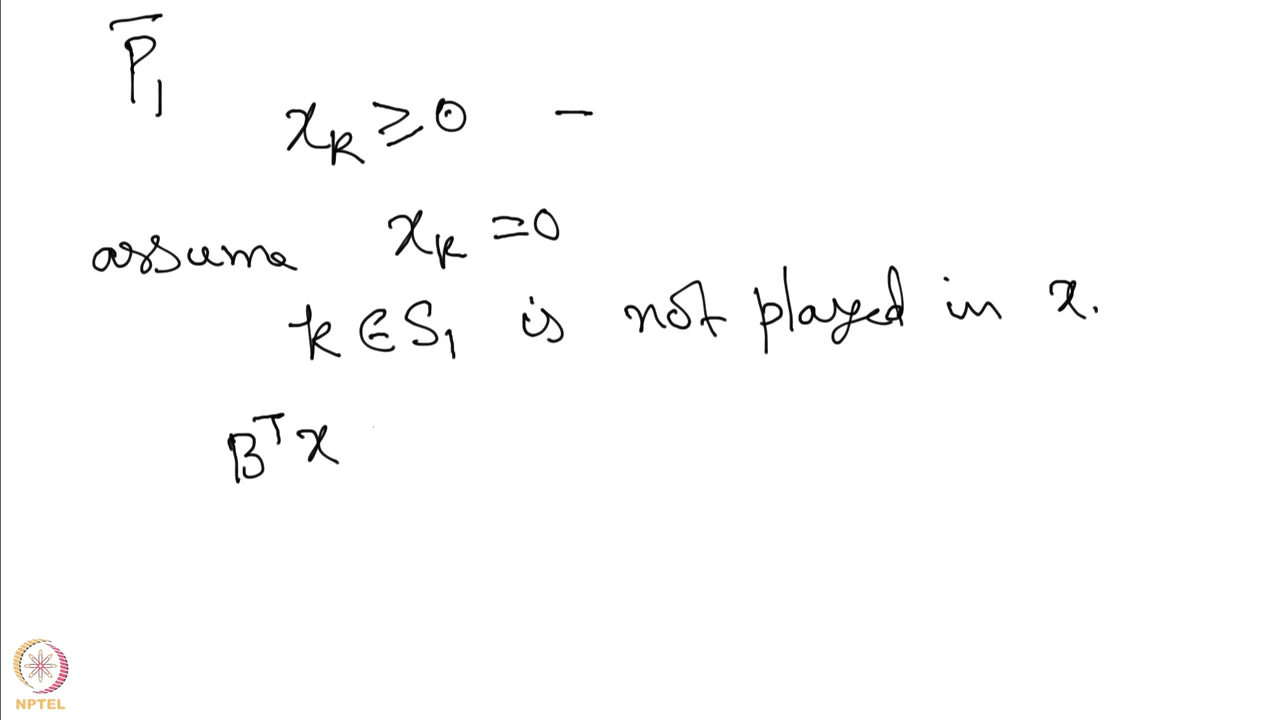 P̅₁
x_k ≥ 0 –
assume x_k = 0
k ∈ S₁ is not played in x.
Bᵀx
NPTEL